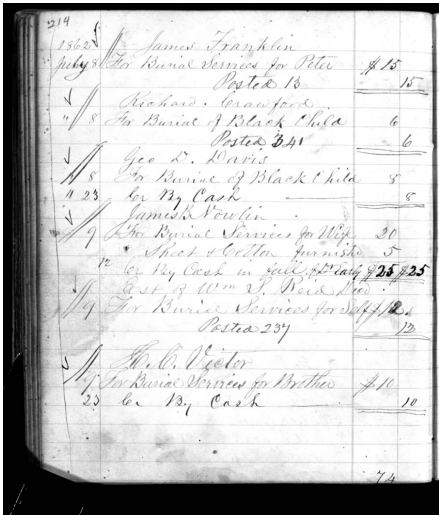 214
1862 James Franklin
July 8 For Burial Services for Peter $15
Posted 13 15
Richard. Crawford
" 8 For Burial of Black Child 6
Posted 341 6
Geo D. Davis
8 For Burial of Black Child 8
" 23 Cr By Cash 8
James B Nowlin
9 For Burial Services for Wife 20
Sheet & Cotton furnishd 5
12 Cr By Cash in full $25 $25
Est of Wm S. Reid Decd
9 For Burial Services for Self $12
Posted 237 12
H. C. Victor
9 For Burial Services for Brother $10
23 Cr By Cash 10
74